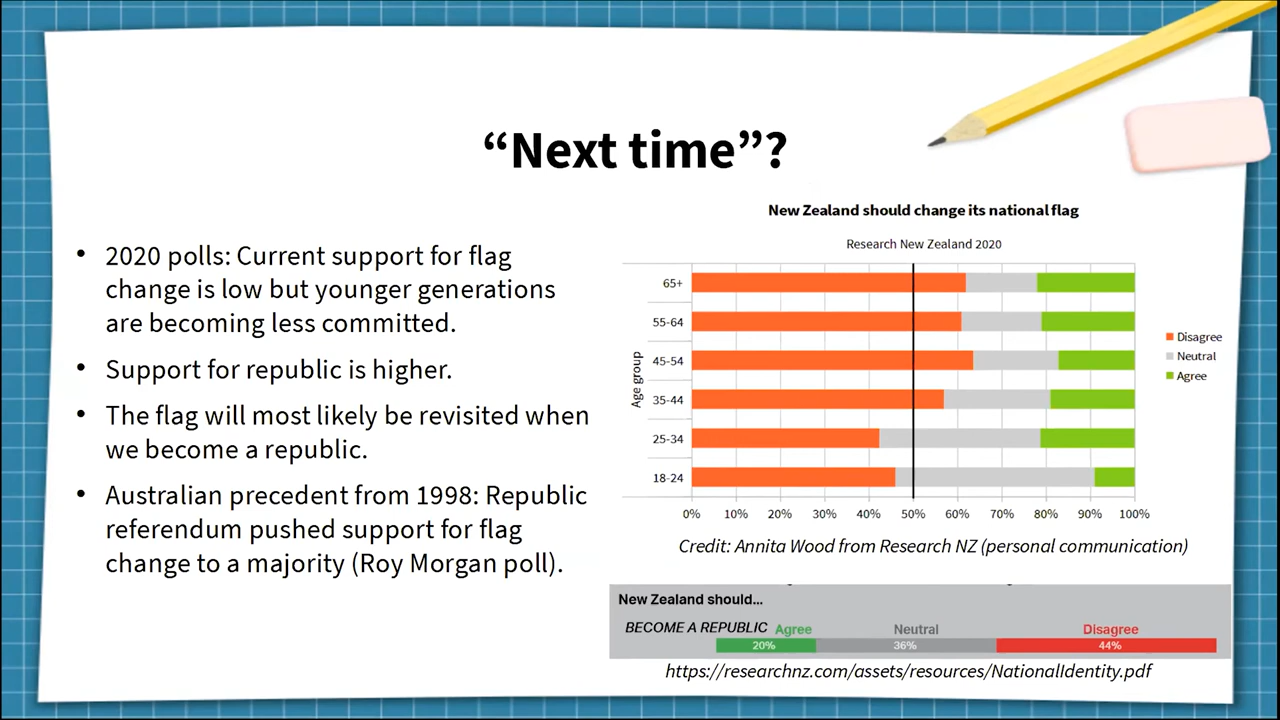 “Next time”?
• 2020 polls: Current support for flag
change is low but younger generations
are becoming less committed.
• Support for republic is higher.
• The flag will most likely be revisited when
we become a republic.
• Australian precedent from 1998: Republic
referendum pushed support for flag
change to a majority (Roy Morgan poll).
New Zealand should change its national flag
Research New Zealand 2020
Age group
65+
55-64
45-54
35-44
25-34
18-24
0% 10% 20% 30% 40% 50% 60% 70% 80% 90% 100%
Disagree
Neutral
Agree
Credit: Annita Wood from Research NZ (personal communication)
New Zealand should...
BECOME A REPUBLIC Agree Neutral Disagree
20% 36% 44%
https://researchnz.com/assets/resources/NationalIdentity.pdf